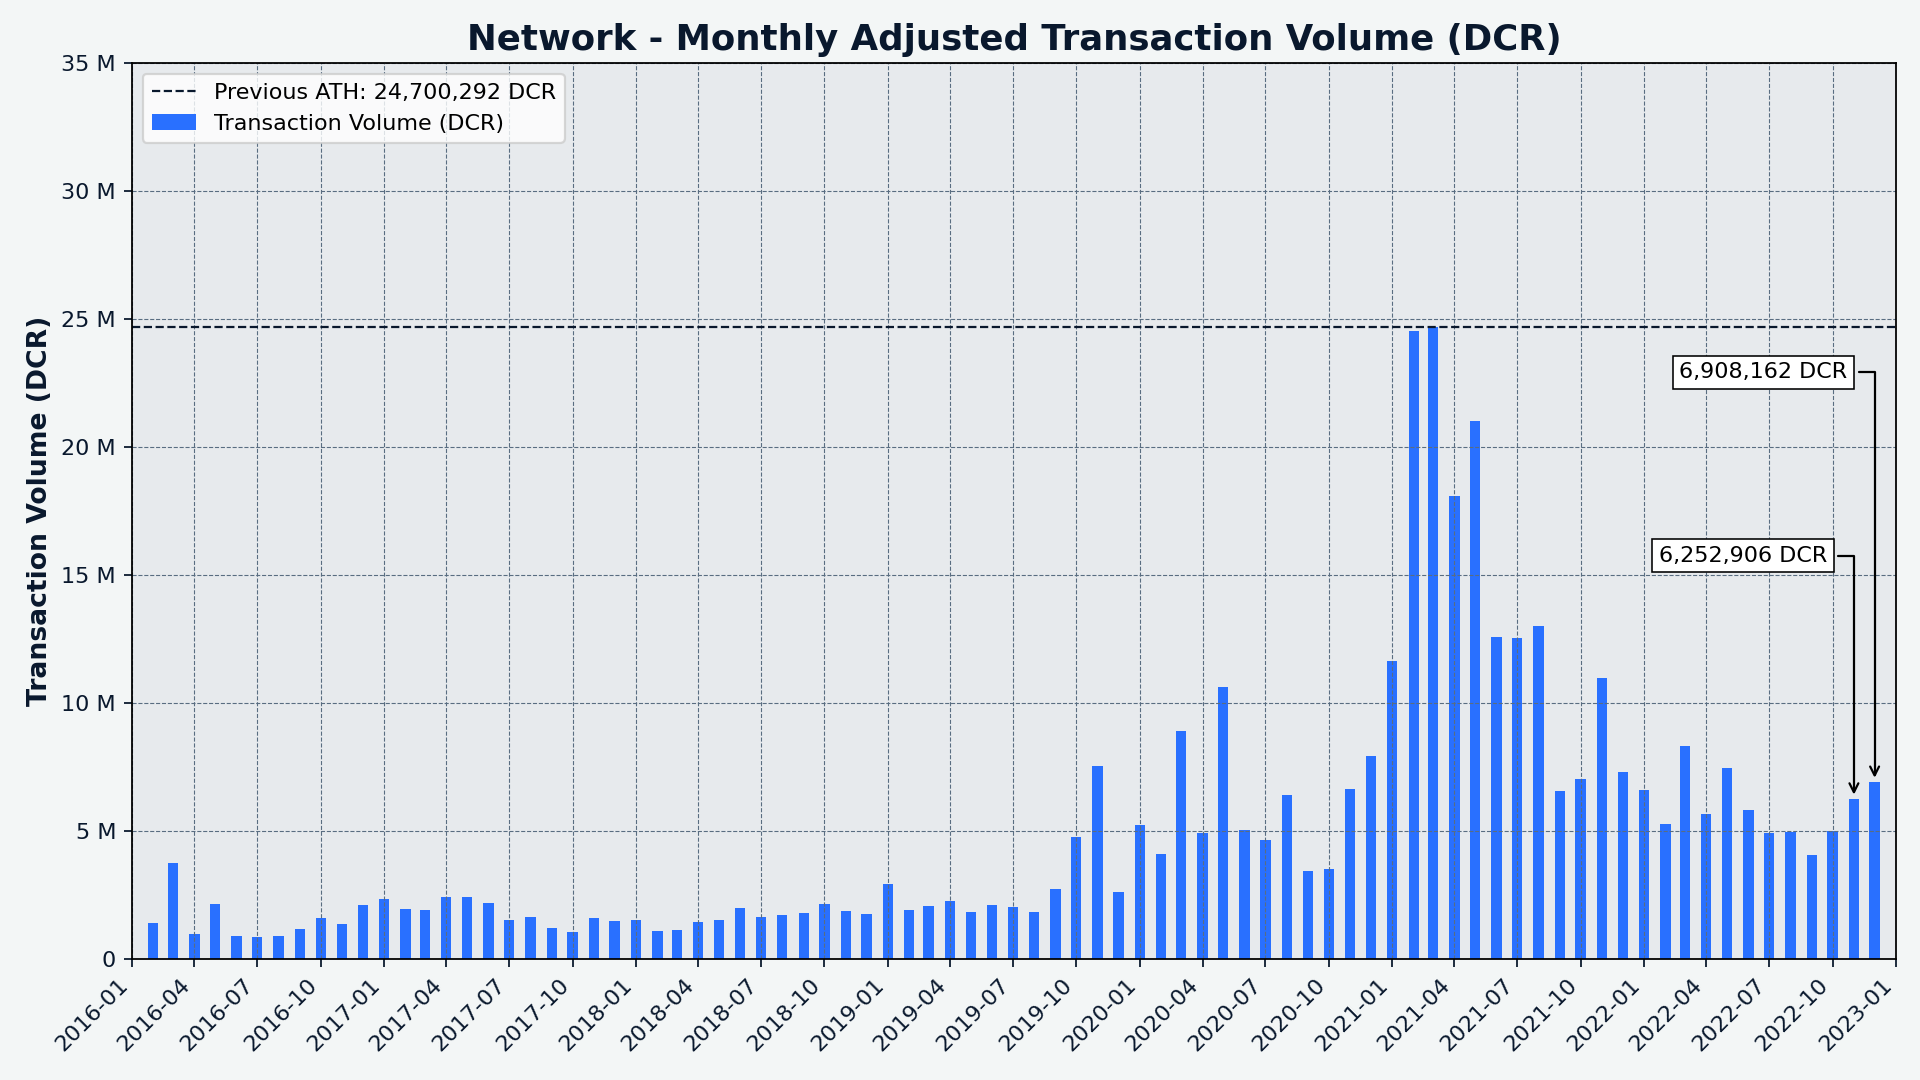 Network - Monthly Adjusted Transaction Volume (DCR)
Previous ATH: 24,700,292 DCR
Transaction Volume (DCR)
Transaction Volume (DCR)
35 M
30 M
25 M
20 M
15 M
10 M
5 M
0
6,908,162 DCR
6,252,906 DCR
2016-01
2016-04
2016-07
2016-10
2017-01
2017-04
2017-07
2017-10
2018-01
2018-04
2018-07
2018-10
2019-01
2019-04
2019-07
2019-10
2020-01
2020-04
2020-07
2020-10
2021-01
2021-04
2021-07
2021-10
2022-01
2022-04
2022-07
2022-10
2023-01